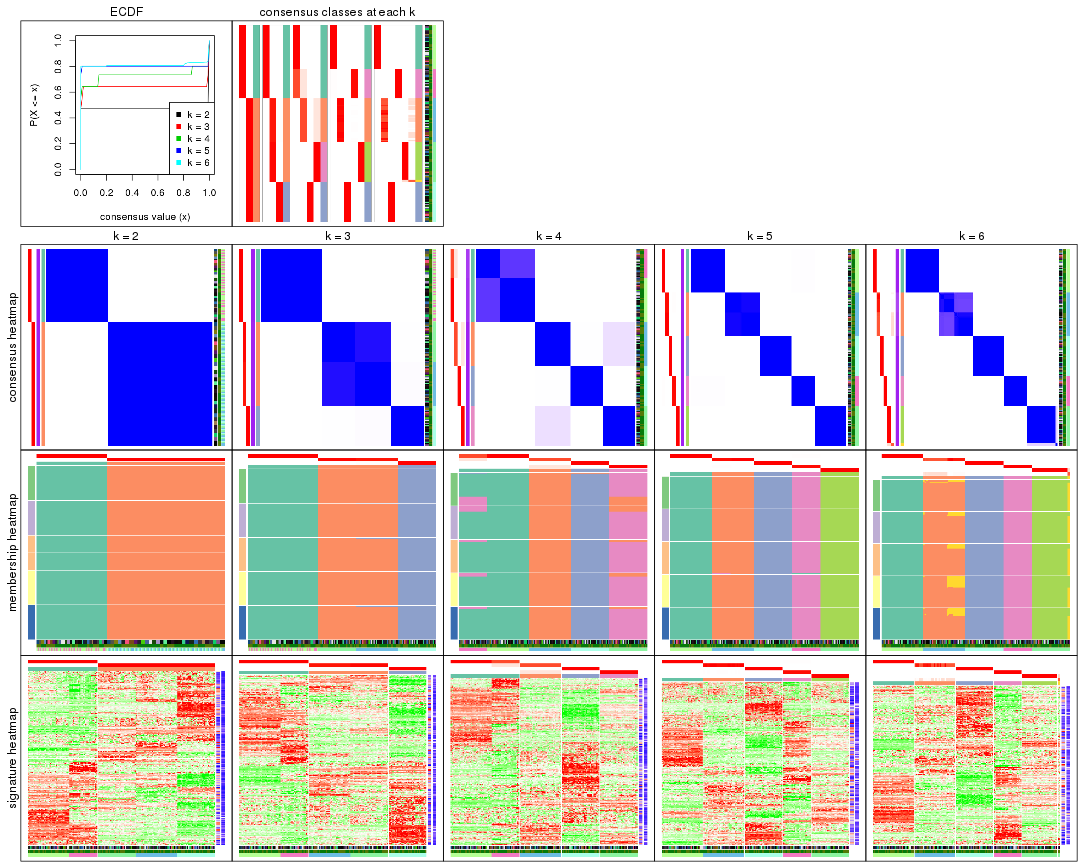 ECDF
consensus classes at each k
P(X <= x)
0.0 0.2 0.4 0.6 0.8 1.0
k = 2
k = 3
k = 4
k = 5
k = 6
0.0 0.2 0.4 0.6 0.8 1.0
consensus value (x)
k = 2
k = 3
k = 4
k = 5
k = 6
consensus heatmap
membership heatmap
signature heatmap